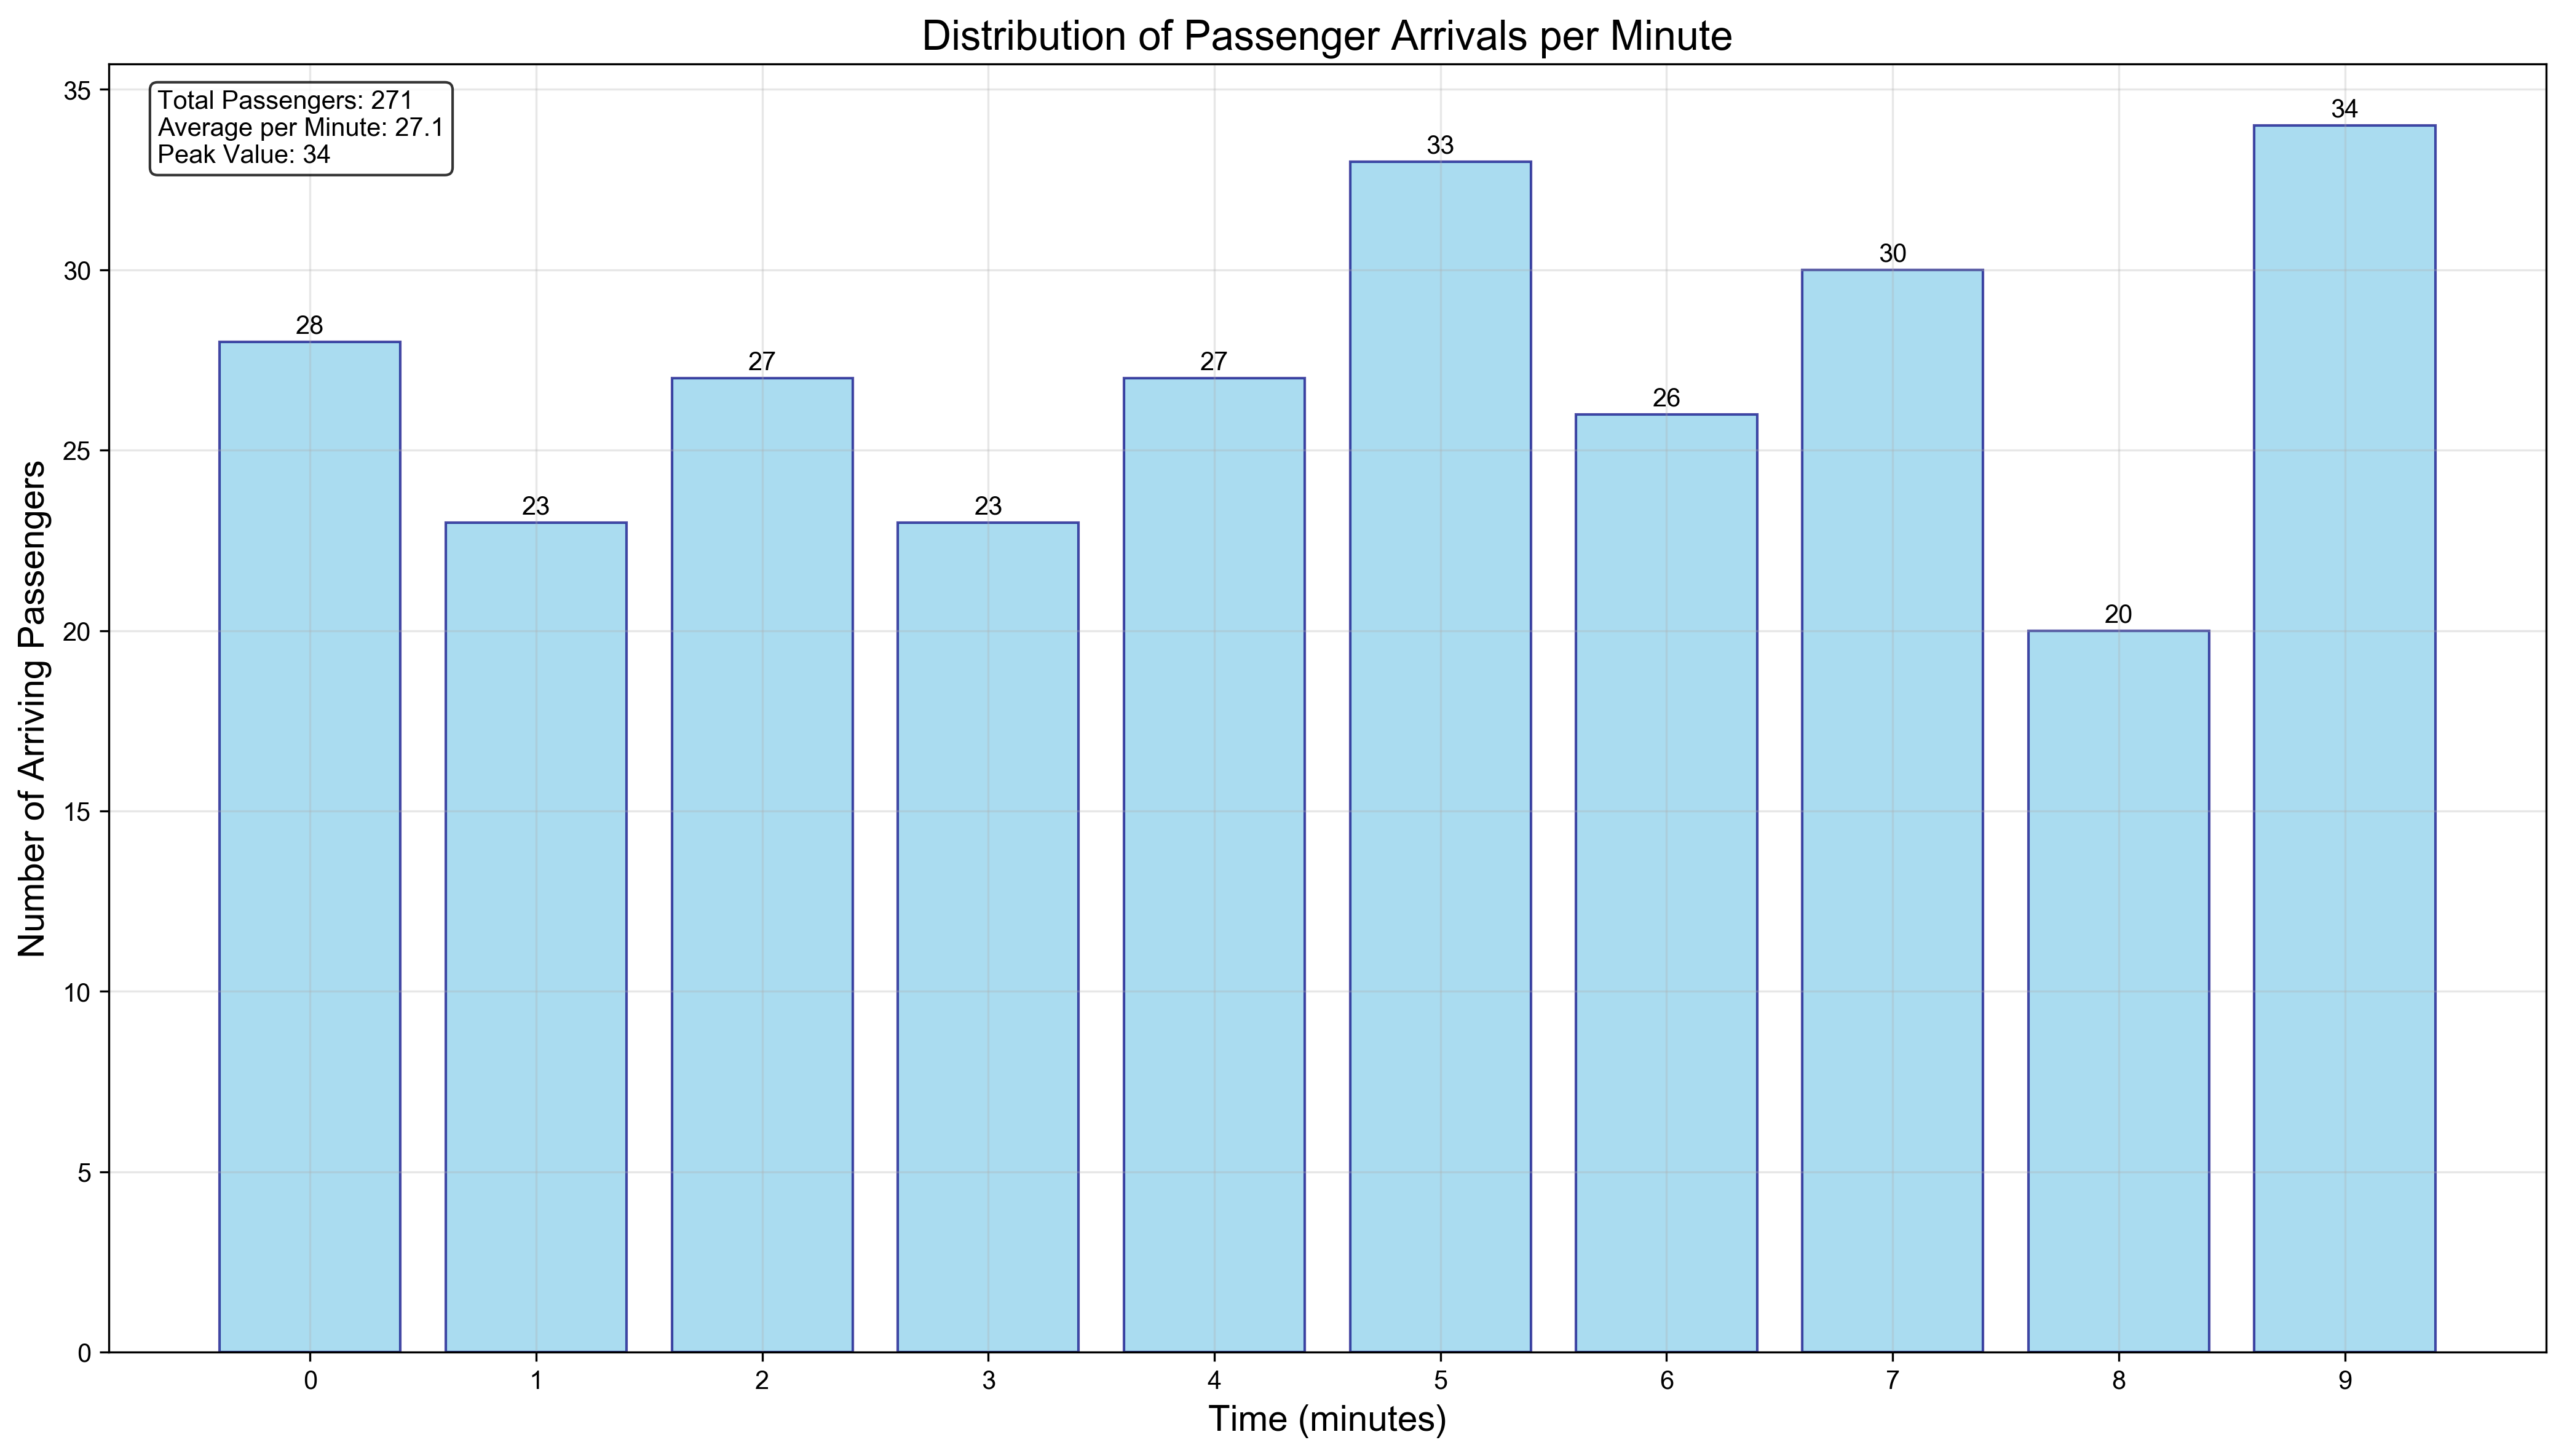 Distribution of Passenger Arrivals per Minute
Total Passengers: 271
Average per Minute: 27.1
Peak Value: 34
Number of Arriving Passengers
35
30
25
20
15
10
5
0
28
23
27
23
27
33
26
30
20
34
0 1 2 3 4 5 6 7 8 9
Time (minutes)